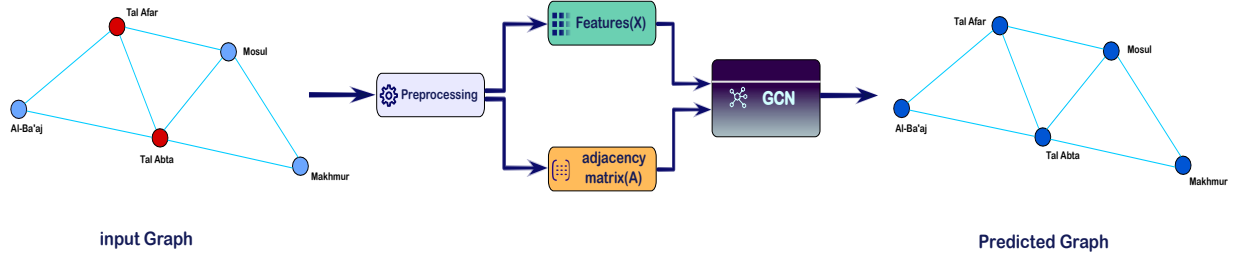 Tal Afar
Mosul
Al-Ba'aj
Tal Abta
Makhmur
input Graph
Preprocessing
Features(X)
adjacency
matrix(A)
GCN
Tal Afar
Mosul
Al-Ba'aj
Tal Abta
Makhmur
Predicted Graph